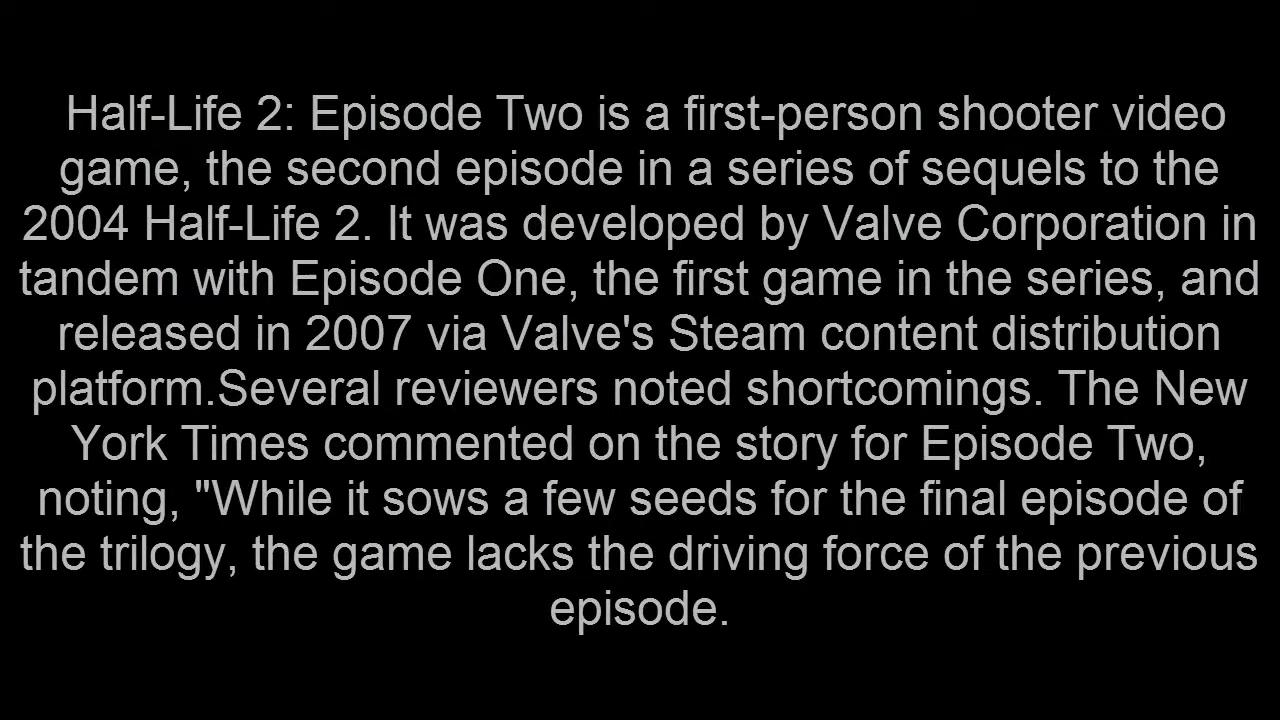 Half-Life 2: Episode Two is a first-person shooter video
game, the second episode in a series of sequels to the
2004 Half-Life 2. It was developed by Valve Corporation in
tandem with Episode One, the first game in the series, and
released in 2007 via Valve's Steam content distribution
platform.Several reviewers noted shortcomings. The New
York Times commented on the story for Episode Two,
noting, "While it sows a few seeds for the final episode of
the trilogy, the game lacks the driving force of the previous
episode.